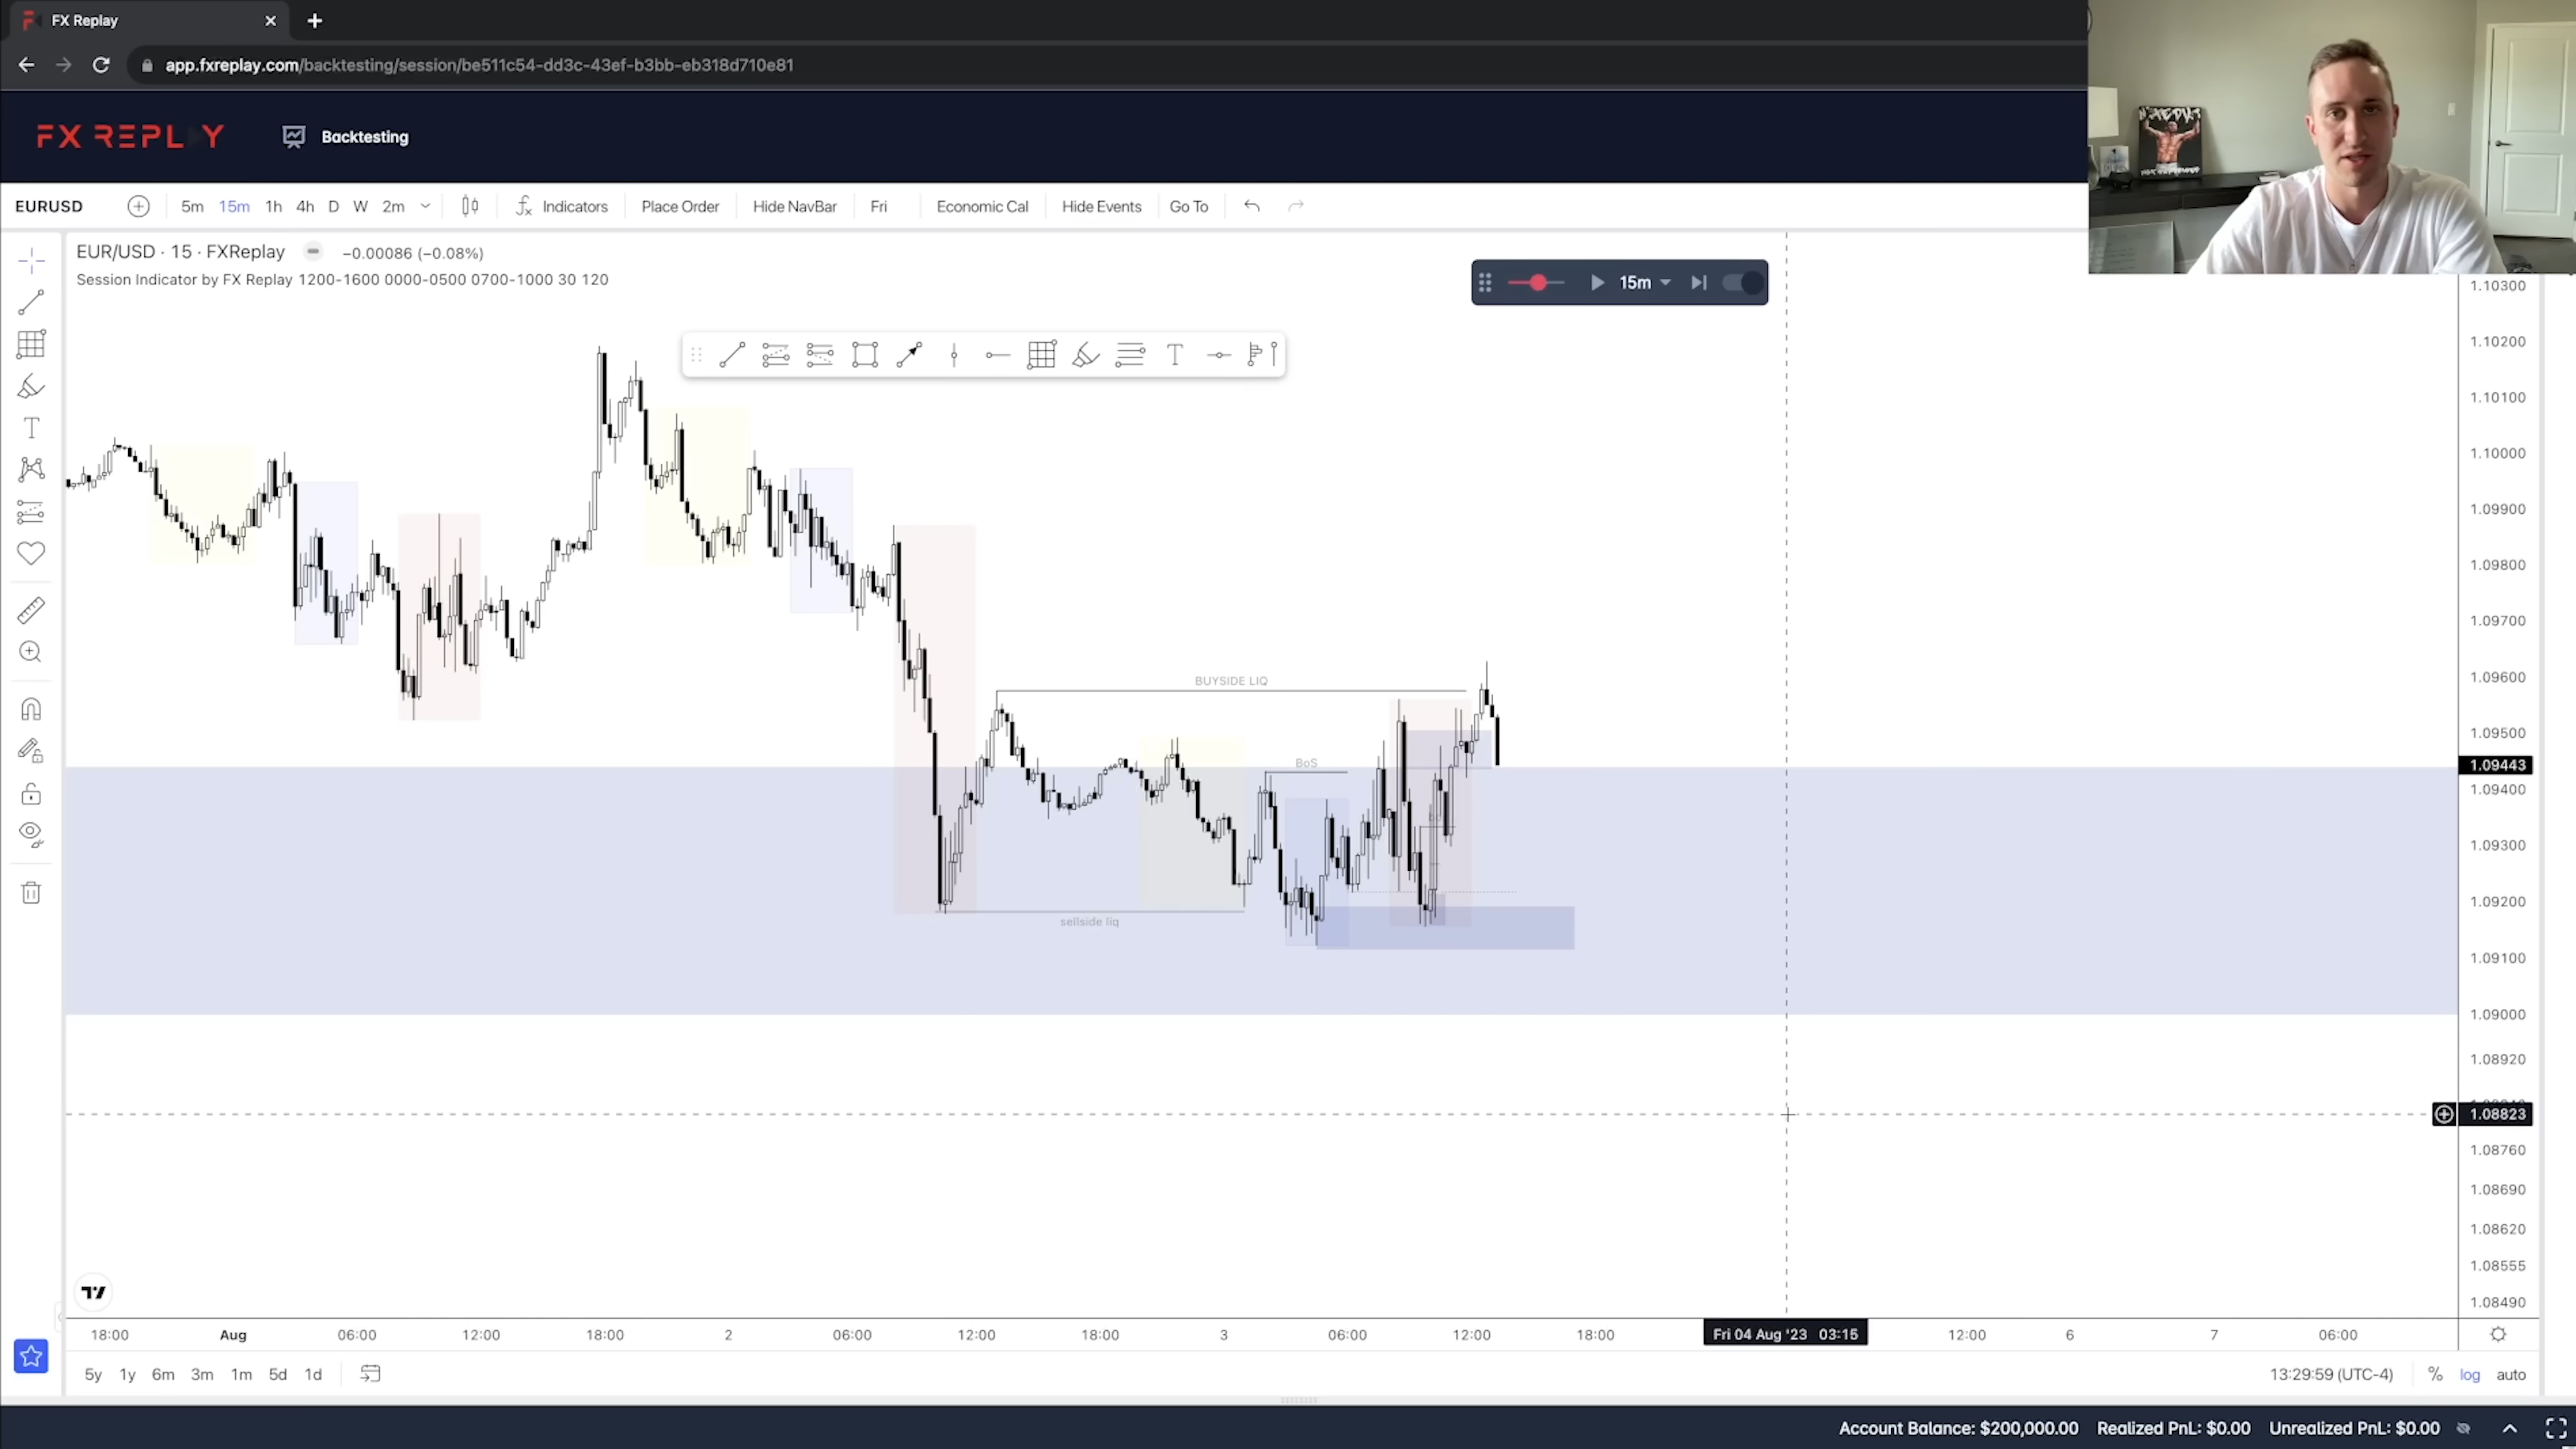 FX Replay
app.fxreplay.com/backtesting/session/be511c54-dd3c-43ef-b3bb-eb318d710e81
FX REPLAY Backtesting
EURUSD 5m 15m 1h 4h D W 2m Indicators Place Order Hide NavBar Fri Economic Cal Hide Events Go To
EUR/USD · 15 · FXReplay −0.00086 (−0.08%)
Session Indicator by FX Replay 1200-1600 0000-0500 0700-1000 30 120
15m
1.10300
1.10200
1.10100
1.10000
1.09900
1.09800
1.09700
1.09600
1.09500
1.09443
1.09400
1.09300
1.09200
1.09100
1.09000
1.08920
1.08823
1.08760
1.08690
1.08620
1.08555
1.08490
BUYSIDE LIQ
BoS
sellside liq
18:00 Aug 06:00 12:00 18:00 2 06:00 12:00 18:00 3 06:00 12:00 18:00 Fri 04 Aug '23 03:15 12:00 6 7 06:00
5y 1y 6m 3m 1m 5d 1d 13:29:59 (UTC-4) % log auto
Account Balance: $200,000.00 Realized PnL: $0.00 Unrealized PnL: $0.00